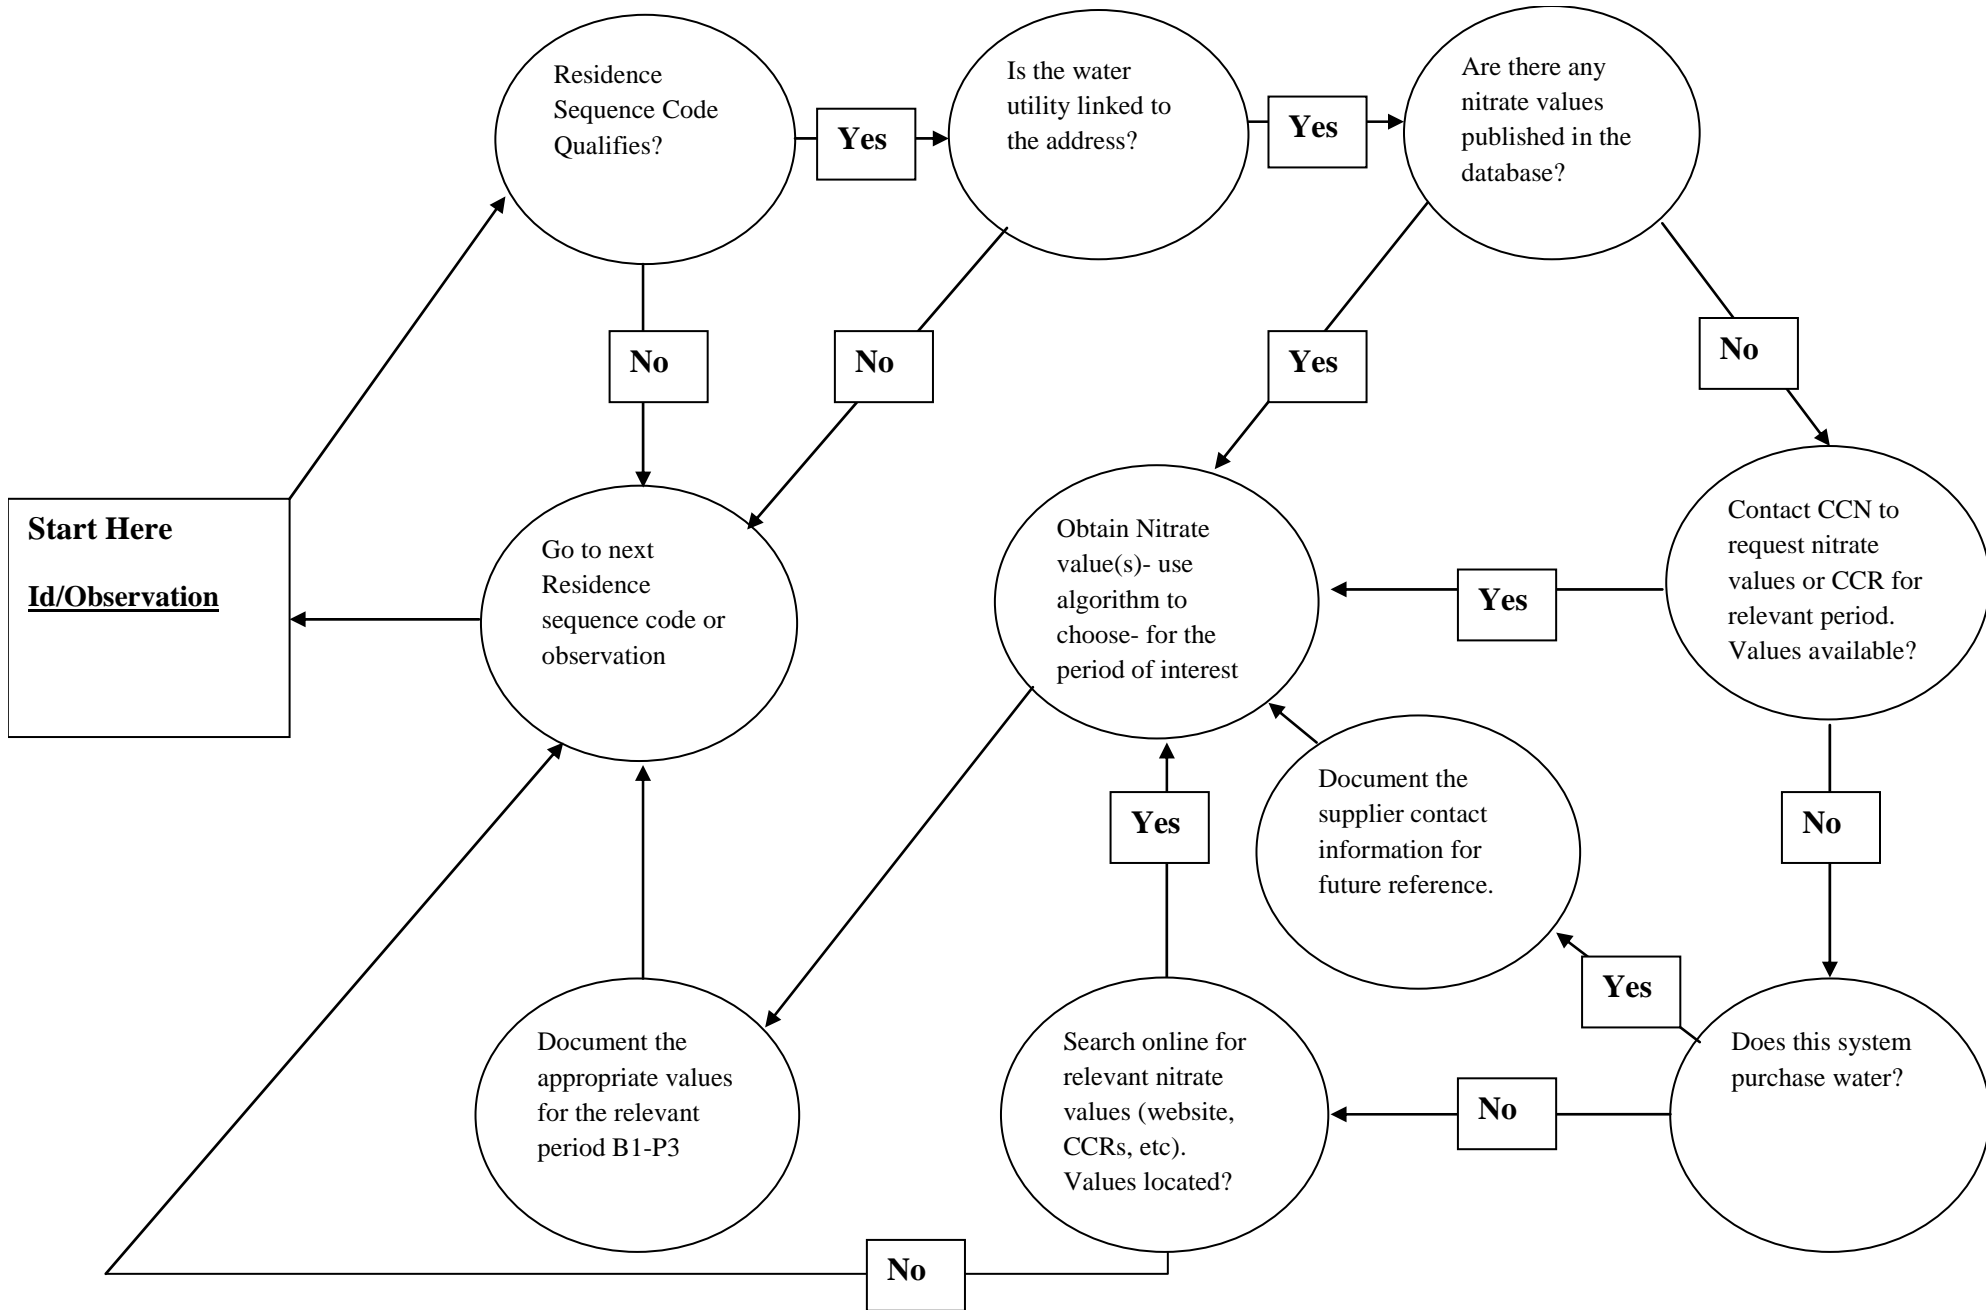 Residence
Sequence Code
Qualifies?
Yes
Is the water
utility linked to
the address?
Yes
Are there any
nitrate values
published in the
database?
No
No
Yes
No
Start Here
Id/Observation
Go to next
Residence
sequence code or
observation
Obtain Nitrate
value(s)- use
algorithm to
choose- for the
period of interest
Yes
Contact CCN to
request nitrate
values or CCR for
relevant period.
Values available?
Yes
Document the
supplier contact
information for
future reference.
No
Yes
Document the
appropriate values
for the relevant
period B1-P3
Search online for
relevant nitrate
values (website,
CCRs, etc).
Values located?
No
Does this system
purchase water?
No